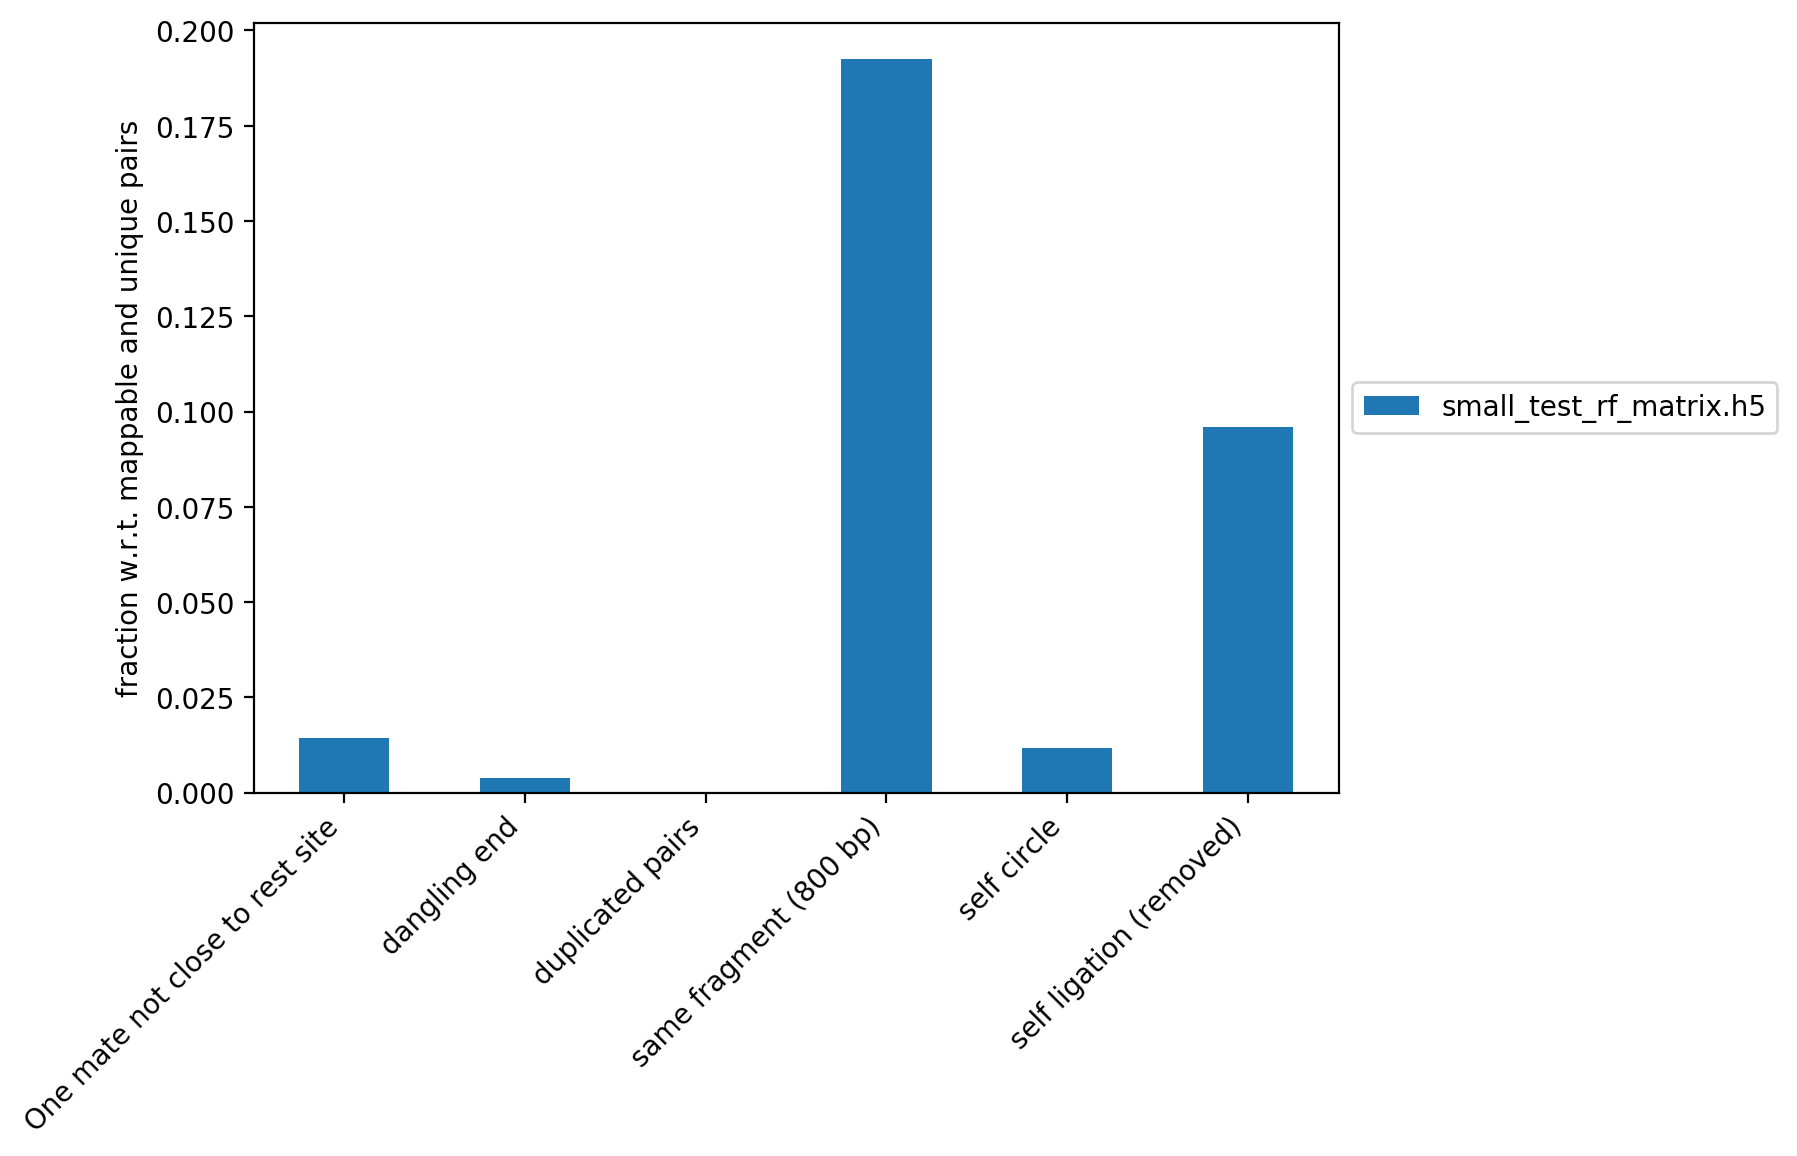 0.200
0.175
0.150
0.125
0.100
0.075
0.050
0.025
0.000
fraction w.r.t. mappable and unique pairs
One mate not close to rest site
dangling end
duplicated pairs
same fragment (800 bp)
self circle
self ligation (removed)
small_test_rf_matrix.h5